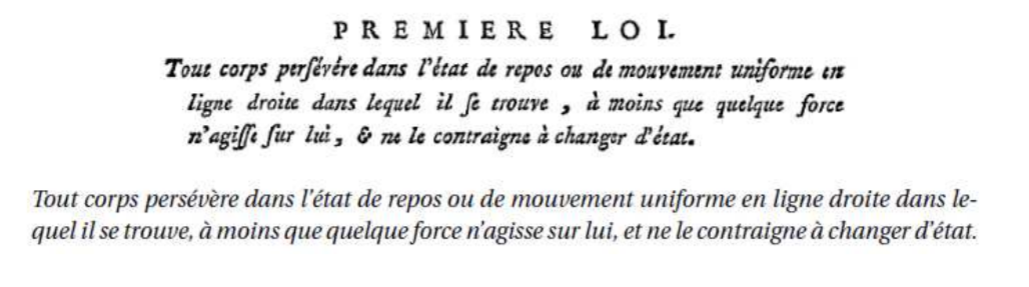 PREMIERE LOI.
Tout corps perſévére dans l'état de repos ou de mouvement uniforme en
ligne droite dans lequel il ſe trouve, à moins que quelque force
n'agiſſe ſur lui, & ne le contraigne à changer d'état.
Tout corps persévère dans l'état de repos ou de mouvement uniforme en ligne droite dans le-
quel il se trouve, à moins que quelque force n'agisse sur lui, et ne le contraigne à changer d'état.